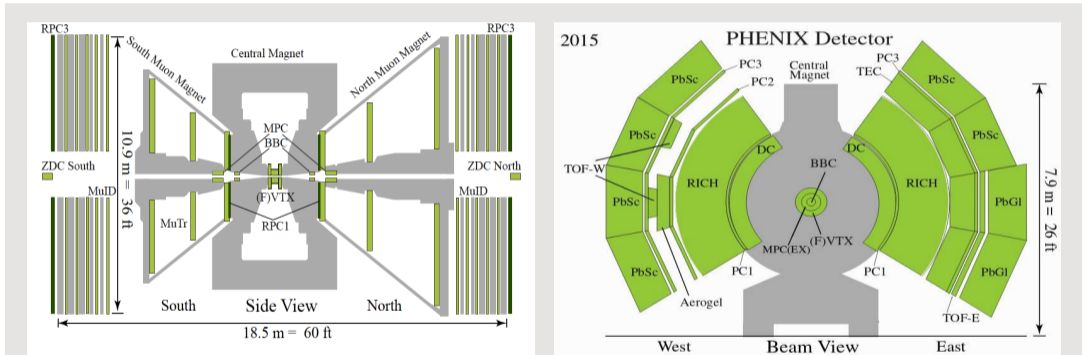 RPC3
South Muon Magnet
Central Magnet
North Muon Magnet
RPC3
MPC
BBC
ZDC South
ZDC North
10.9 m = 36 ft
MuID
(F)VTX
MuID
MuTr
RPC1
South
Side View
North
18.5 m = 60 ft
2015
PHENIX Detector
PC3
Central
Magnet
PC3
TEC
PbSc
PC2
PbSc
PbSc
DC
DC
PbSc
TOF-W
BBC
RICH
RICH
7.9 m = 26 ft
PbSc
PbGl
MPC(EX)
(F)VTX
PbSc
PC1
PC1
PbGl
Aerogel
TOF-E
West
Beam View
East